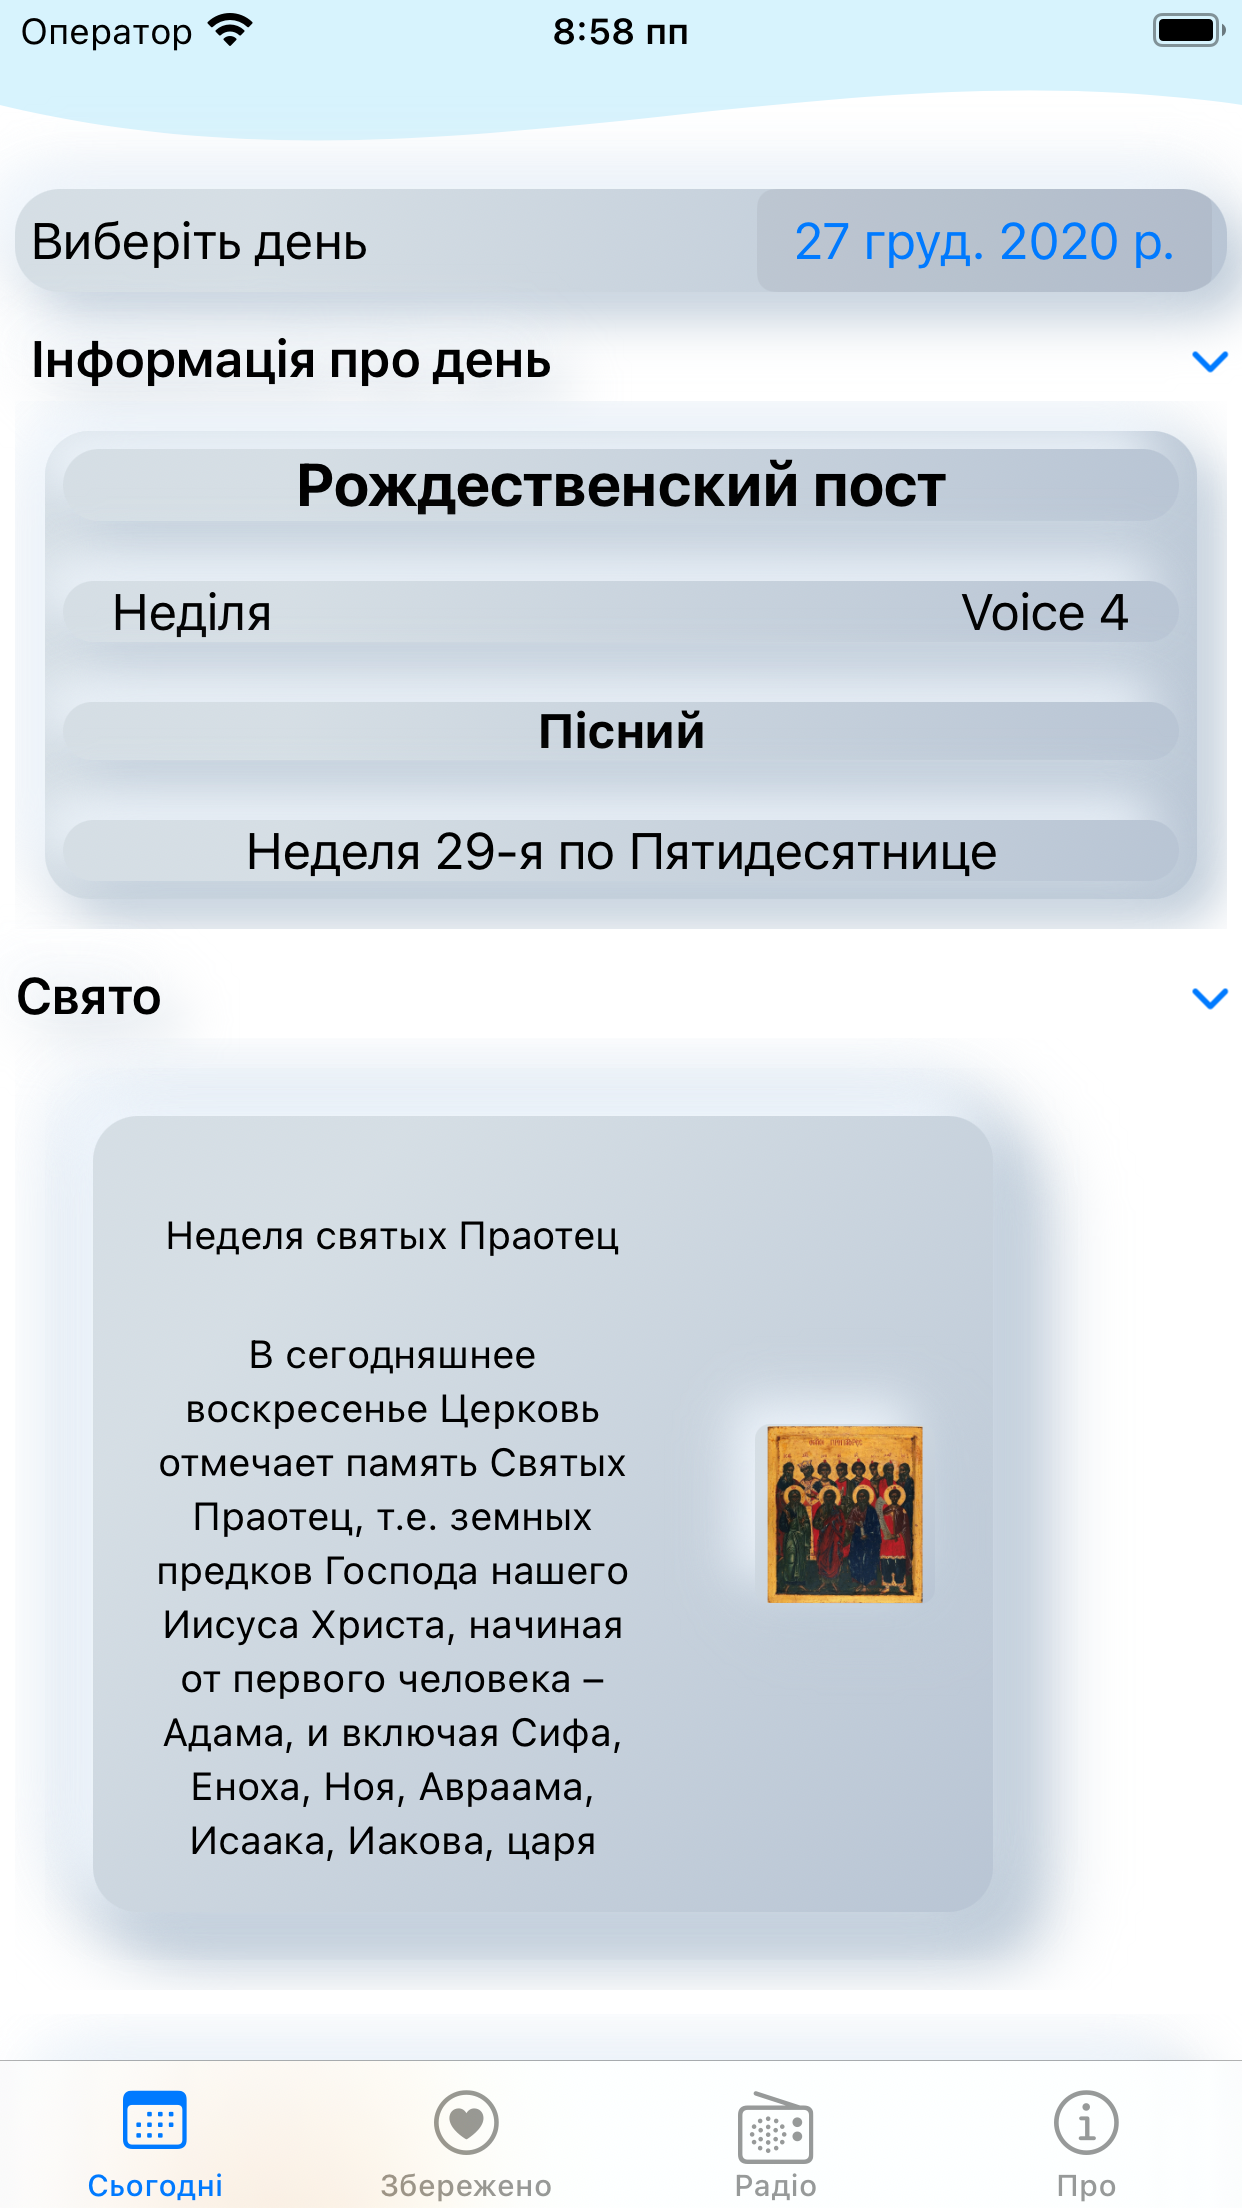 Оператор 8:58 пп
Виберіть день 27 груд. 2020 р.
Інформація про день
Рождественский пост
Неділя Voice 4
Пісний
Неделя 29-я по Пятидесятнице
Свято
Неделя святых Праотец
В сегодняшнее
воскресенье Церковь
отмечает память Святых
Праотец, т.е. земных
предков Господа нашего
Иисуса Христа, начиная
от первого человека –
Адама, и включая Сифа,
Еноха, Ноя, Авраама,
Исаака, Иакова, царя
Сьогодні Збережено Радіо Про